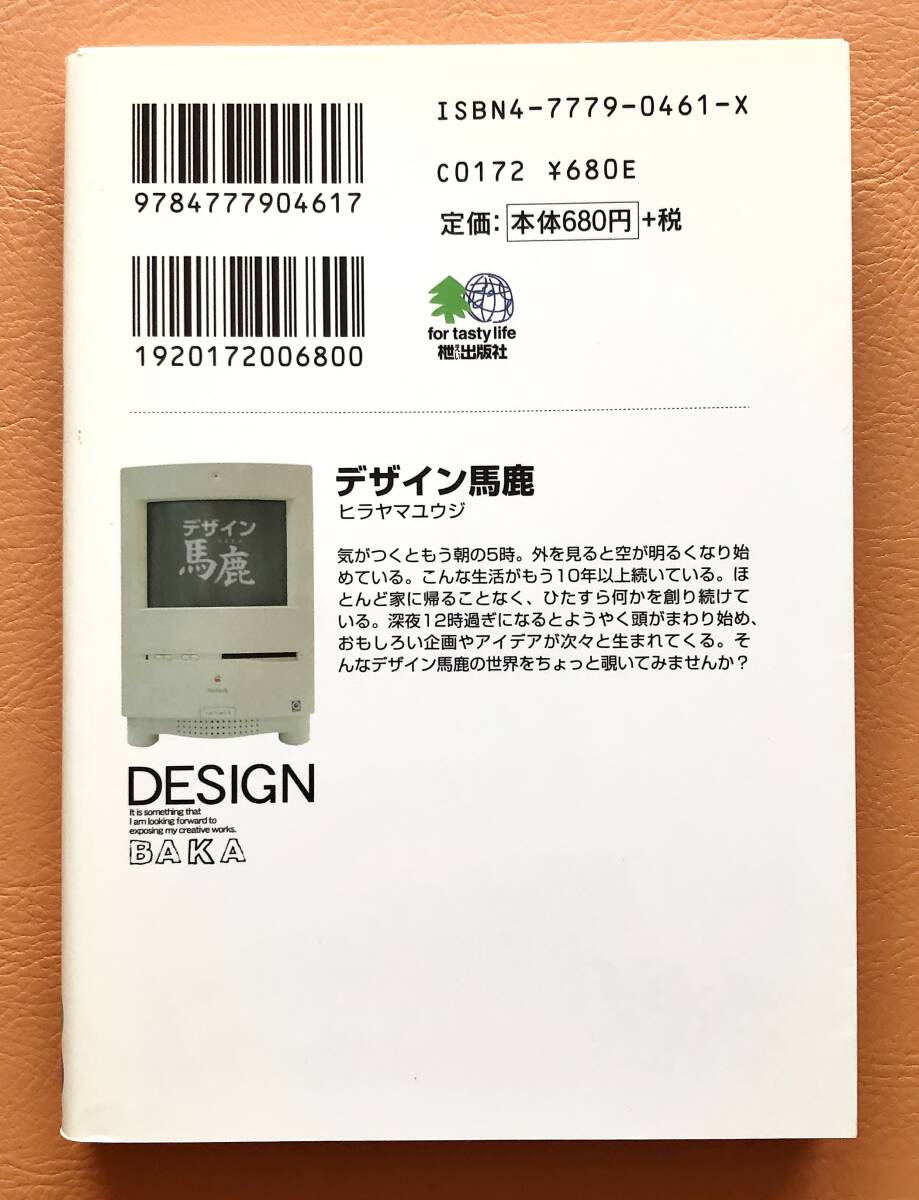 9784777904617
ISBN4-7779-0461-X
C0172 ¥680E
定価：本体680円+税
1920172006800
for tasty life
枻えい出版社
デザイン馬鹿
ヒラヤマユウジ
気がつくともう朝の5時。外を見ると空が明るくなり始
めている。こんな生活がもう10年以上続いている。ほ
とんど家に帰ることなく、ひたすら何かを創り続けて
いる。深夜12時過ぎになるとようやく頭がまわり始め、
おもしろい企画やアイデアが次々と生まれてくる。そ
んなデザイン馬鹿の世界をちょっと覗いてみませんか？
デザイン
馬鹿
Macintosh
DESIGN
It is something that
I am looking forward to
exposing my creative works.
BAKA